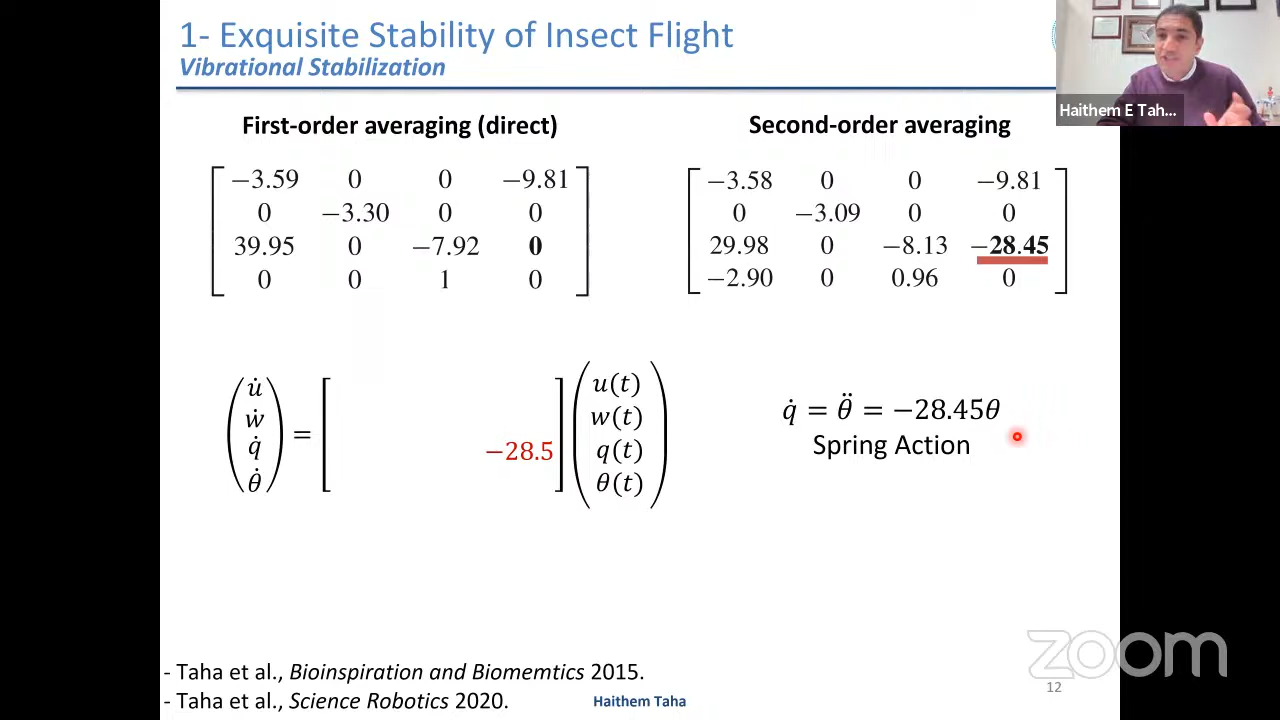 1- Exquisite Stability of Insect Flight
Vibrational Stabilization
Haithem E Tah...
First-order averaging (direct)
−3.59 0 0 −9.81
0 −3.30 0 0
39.95 0 −7.92 0
0 0 1 0
Second-order averaging
−3.58 0 0 −9.81
0 −3.09 0 0
29.98 0 −8.13 −28.45
−2.90 0 0.96 0
u̇
ẇ
q̇
θ̇
=
−28.5
u(t)
w(t)
q(t)
θ(t)
q̇ = θ̈ = −28.45θ
Spring Action
- Taha et al., Bioinspiration and Biomemtics 2015.
- Taha et al., Science Robotics 2020.
Haithem Taha
zoom
12